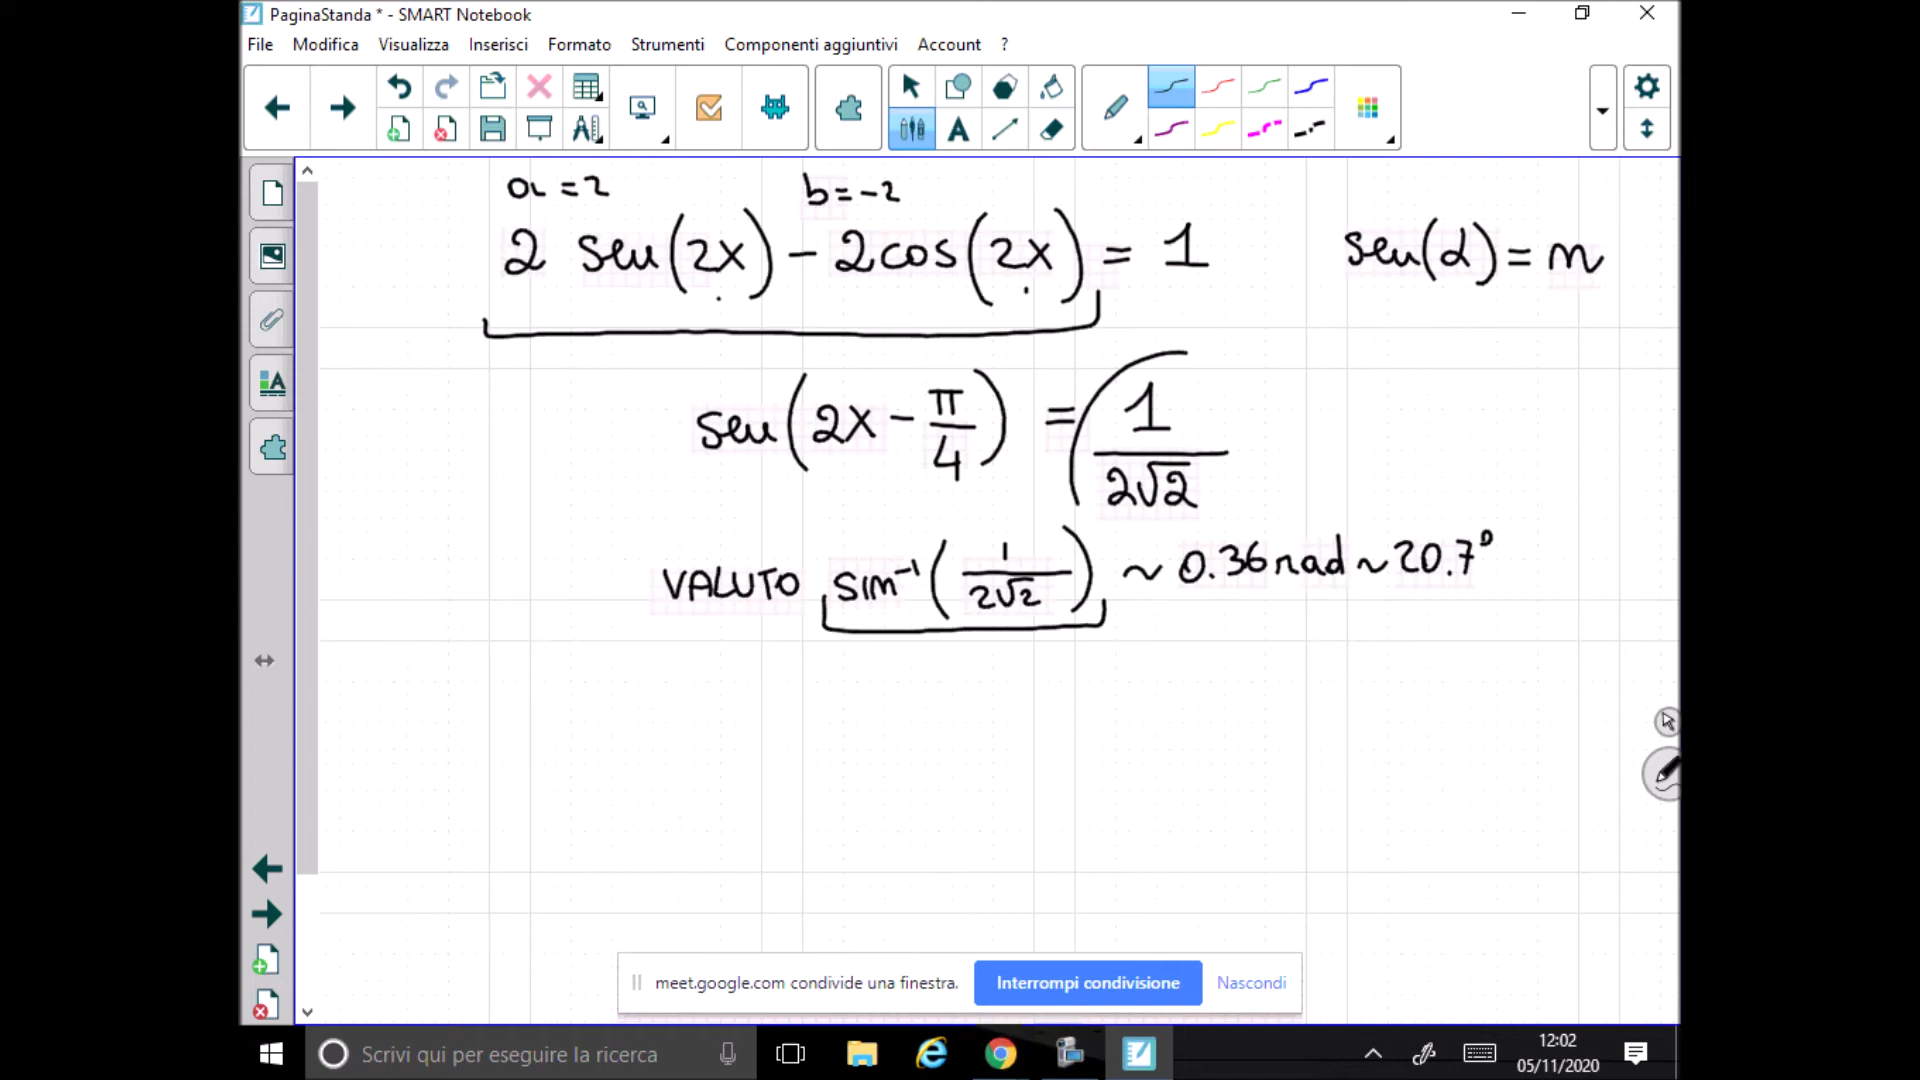 PaginaStanda * - SMART Notebook
File Modifica Visualizza Inserisci Formato Strumenti Componenti aggiuntivi Account ?
a = 2 b = -2
2 sen(2x) - 2cos(2x) = 1 sen(α) = m
sen(2x - π/4) = 1/(2√2)
VALUTO sin⁻¹(1/(2√2)) ~ 0.36 rad ~ 20.7°
meet.google.com condivide una finestra. Interrompi condivisione Nascondi
Scrivi qui per eseguire la ricerca
12:02
05/11/2020